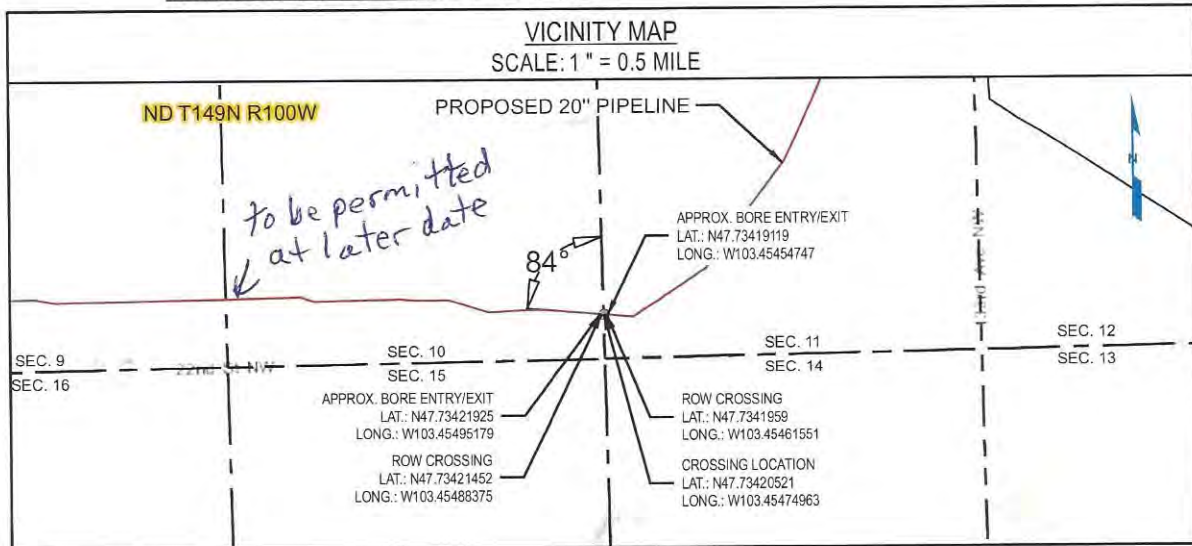 VICINITY MAP
SCALE: 1 " = 0.5 MILE
ND T149N R100W
PROPOSED 20" PIPELINE
to be permitted
at later date
84°
APPROX. BORE ENTRY/EXIT
LAT.: N47.73419119
LONG.: W103.45454747
N
SEC. 9
SEC. 16
22nd St NW
SEC. 10
SEC. 15
SEC. 11
SEC. 14
SEC. 12
SEC. 13
APPROX. BORE ENTRY/EXIT
LAT.: N47.73421925
LONG.: W103.45495179
ROW CROSSING
LAT.: N47.73421452
LONG.: W103.45488375
ROW CROSSING
LAT.: N47.7341959
LONG.: W103.45461551
CROSSING LOCATION
LAT.: N47.73420521
LONG.: W103.45474963